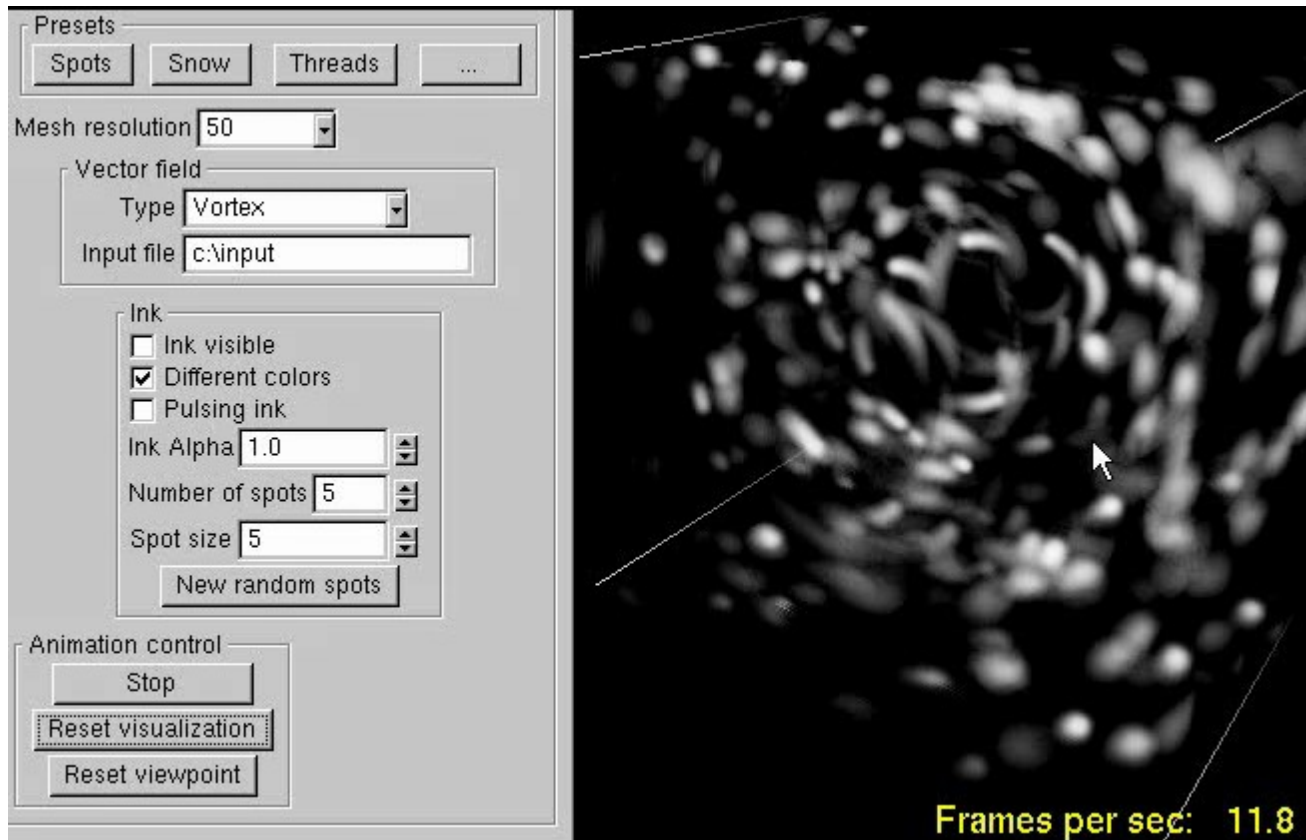 Presets
Spots Snow Threads ...
Mesh resolution 50
Vector field
Type Vortex
Input file c:\input
Ink
Ink visible
Different colors
Pulsing ink
Ink Alpha 1.0
Number of spots 5
Spot size 5
New random spots
Animation control
Stop
Reset visualization
Reset viewpoint
Frames per sec: 11.8